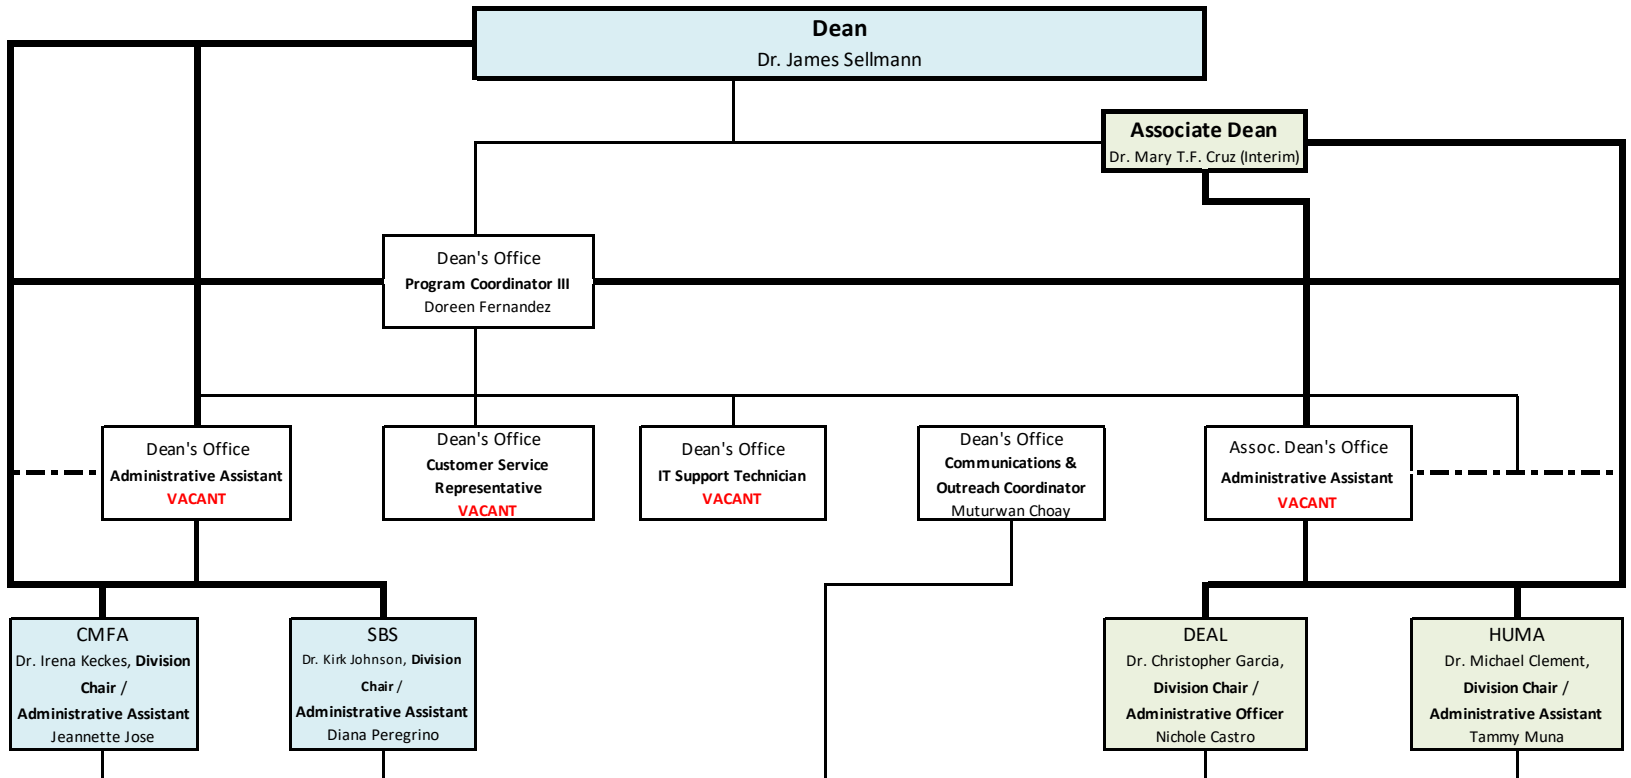 Dean
Dr. James Sellmann
Associate Dean
Dr. Mary T.F. Cruz (Interim)
Dean's Office
Program Coordinator III
Doreen Fernandez
Dean's Office
Administrative Assistant
VACANT
Dean's Office
Customer Service
Representative
VACANT
Dean's Office
IT Support Technician
VACANT
Dean's Office
Communications &
Outreach Coordinator
Muturwan Choay
Assoc. Dean's Office
Administrative Assistant
VACANT
CMFA
Dr. Irena Keckes, Division
Chair /
Administrative Assistant
Jeannette Jose
SBS
Dr. Kirk Johnson, Division
Chair /
Administrative Assistant
Diana Peregrino
DEAL
Dr. Christopher Garcia,
Division Chair /
Administrative Officer
Nichole Castro
HUMA
Dr. Michael Clement,
Division Chair /
Administrative Assistant
Tammy Muna